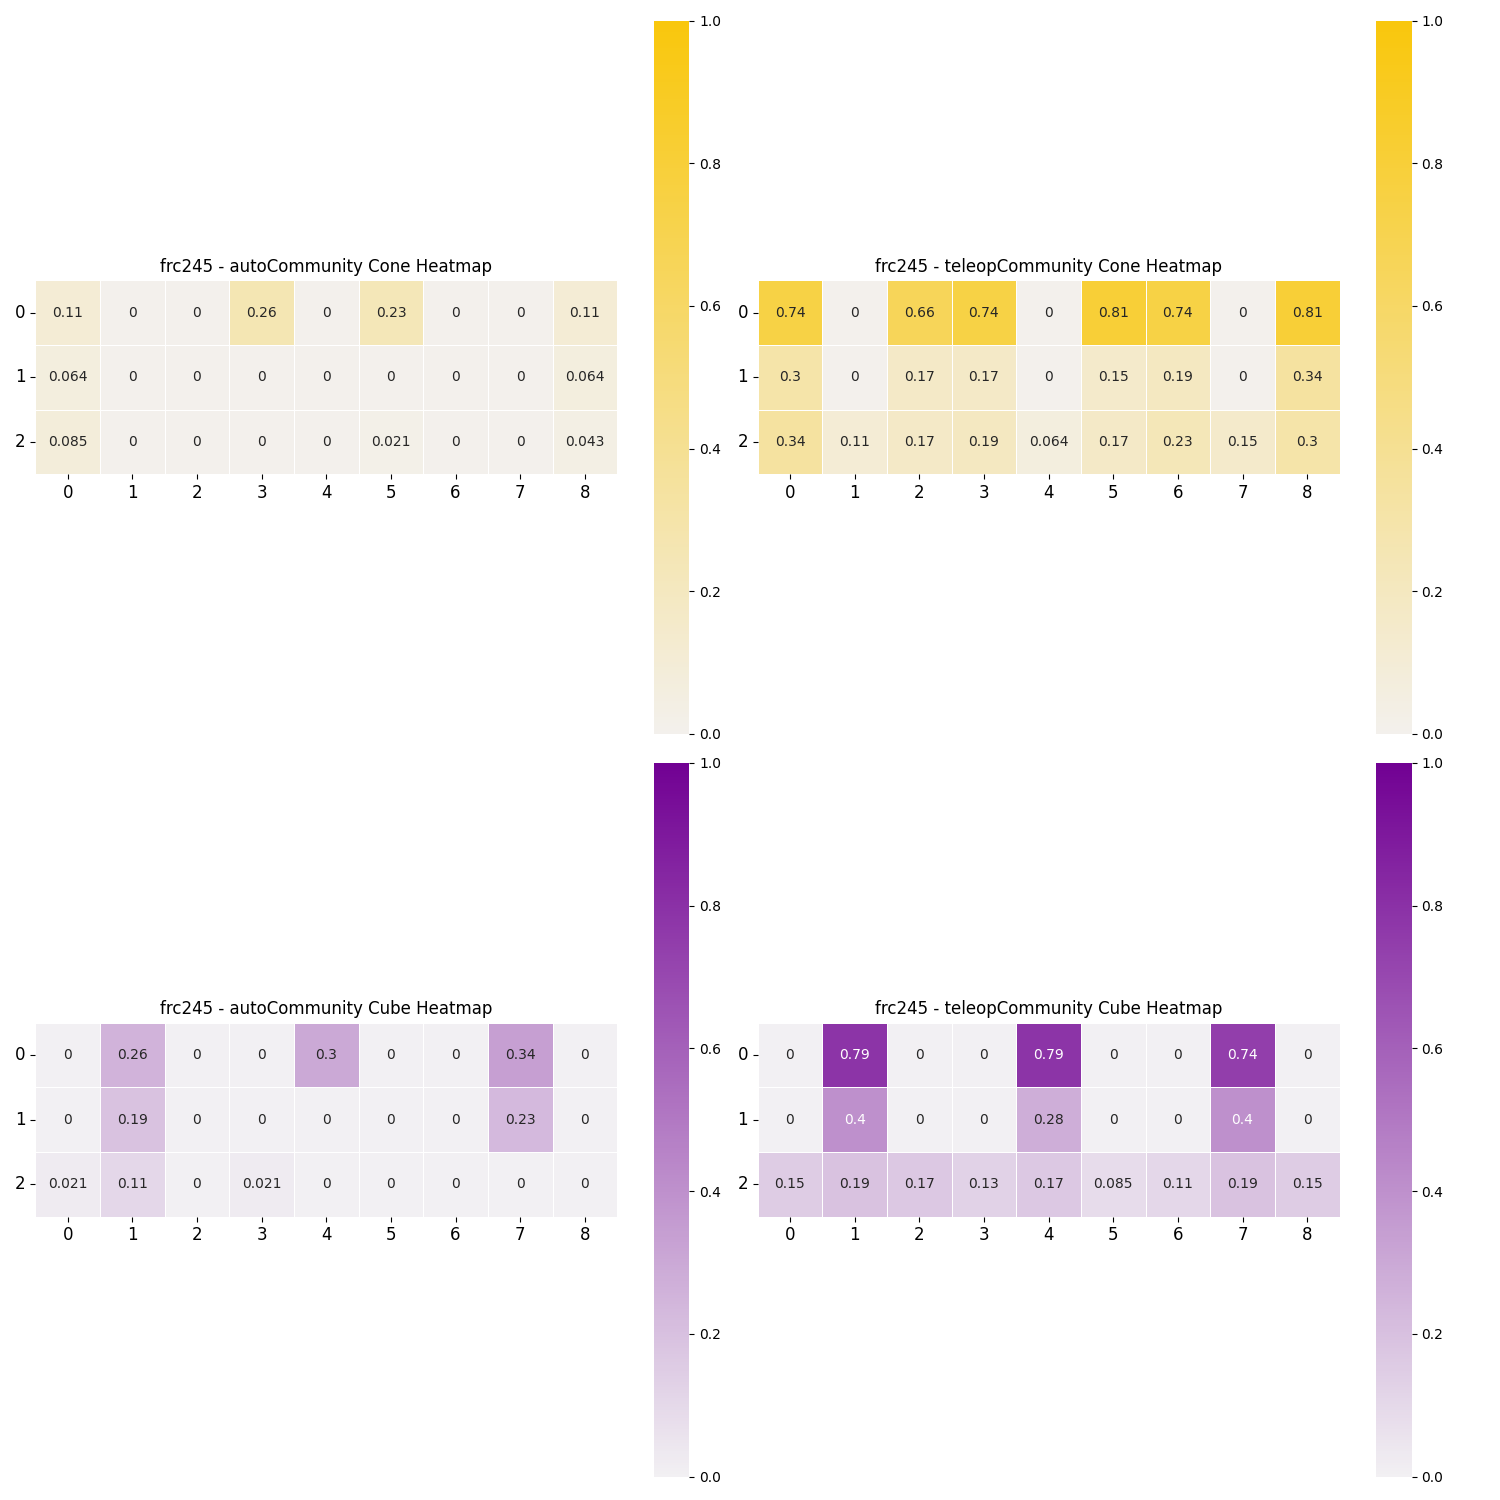 frc245 - autoCommunity Cone Heatmap
0 0.11 0 0 0.26 0 0.23 0 0 0.11
1 0.064 0 0 0 0 0 0 0 0.064
2 0.085 0 0 0 0 0.021 0 0 0.043
0 1 2 3 4 5 6 7 8
1.0
0.8
0.6
0.4
0.2
0.0
frc245 - teleopCommunity Cone Heatmap
0 0.74 0 0.66 0.74 0 0.81 0.74 0 0.81
1 0.3 0 0.17 0.17 0 0.15 0.19 0 0.34
2 0.34 0.11 0.17 0.19 0.064 0.17 0.23 0.15 0.3
0 1 2 3 4 5 6 7 8
1.0
0.8
0.6
0.4
0.2
0.0
frc245 - autoCommunity Cube Heatmap
0 0 0.26 0 0 0.3 0 0 0.34 0
1 0 0.19 0 0 0 0 0 0.23 0
2 0.021 0.11 0 0.021 0 0 0 0 0
0 1 2 3 4 5 6 7 8
1.0
0.8
0.6
0.4
0.2
0.0
frc245 - teleopCommunity Cube Heatmap
0 0 0.79 0 0 0.79 0 0 0.74 0
1 0 0.4 0 0 0.28 0 0 0.4 0
2 0.15 0.19 0.17 0.13 0.17 0.085 0.11 0.19 0.15
0 1 2 3 4 5 6 7 8
1.0
0.8
0.6
0.4
0.2
0.0